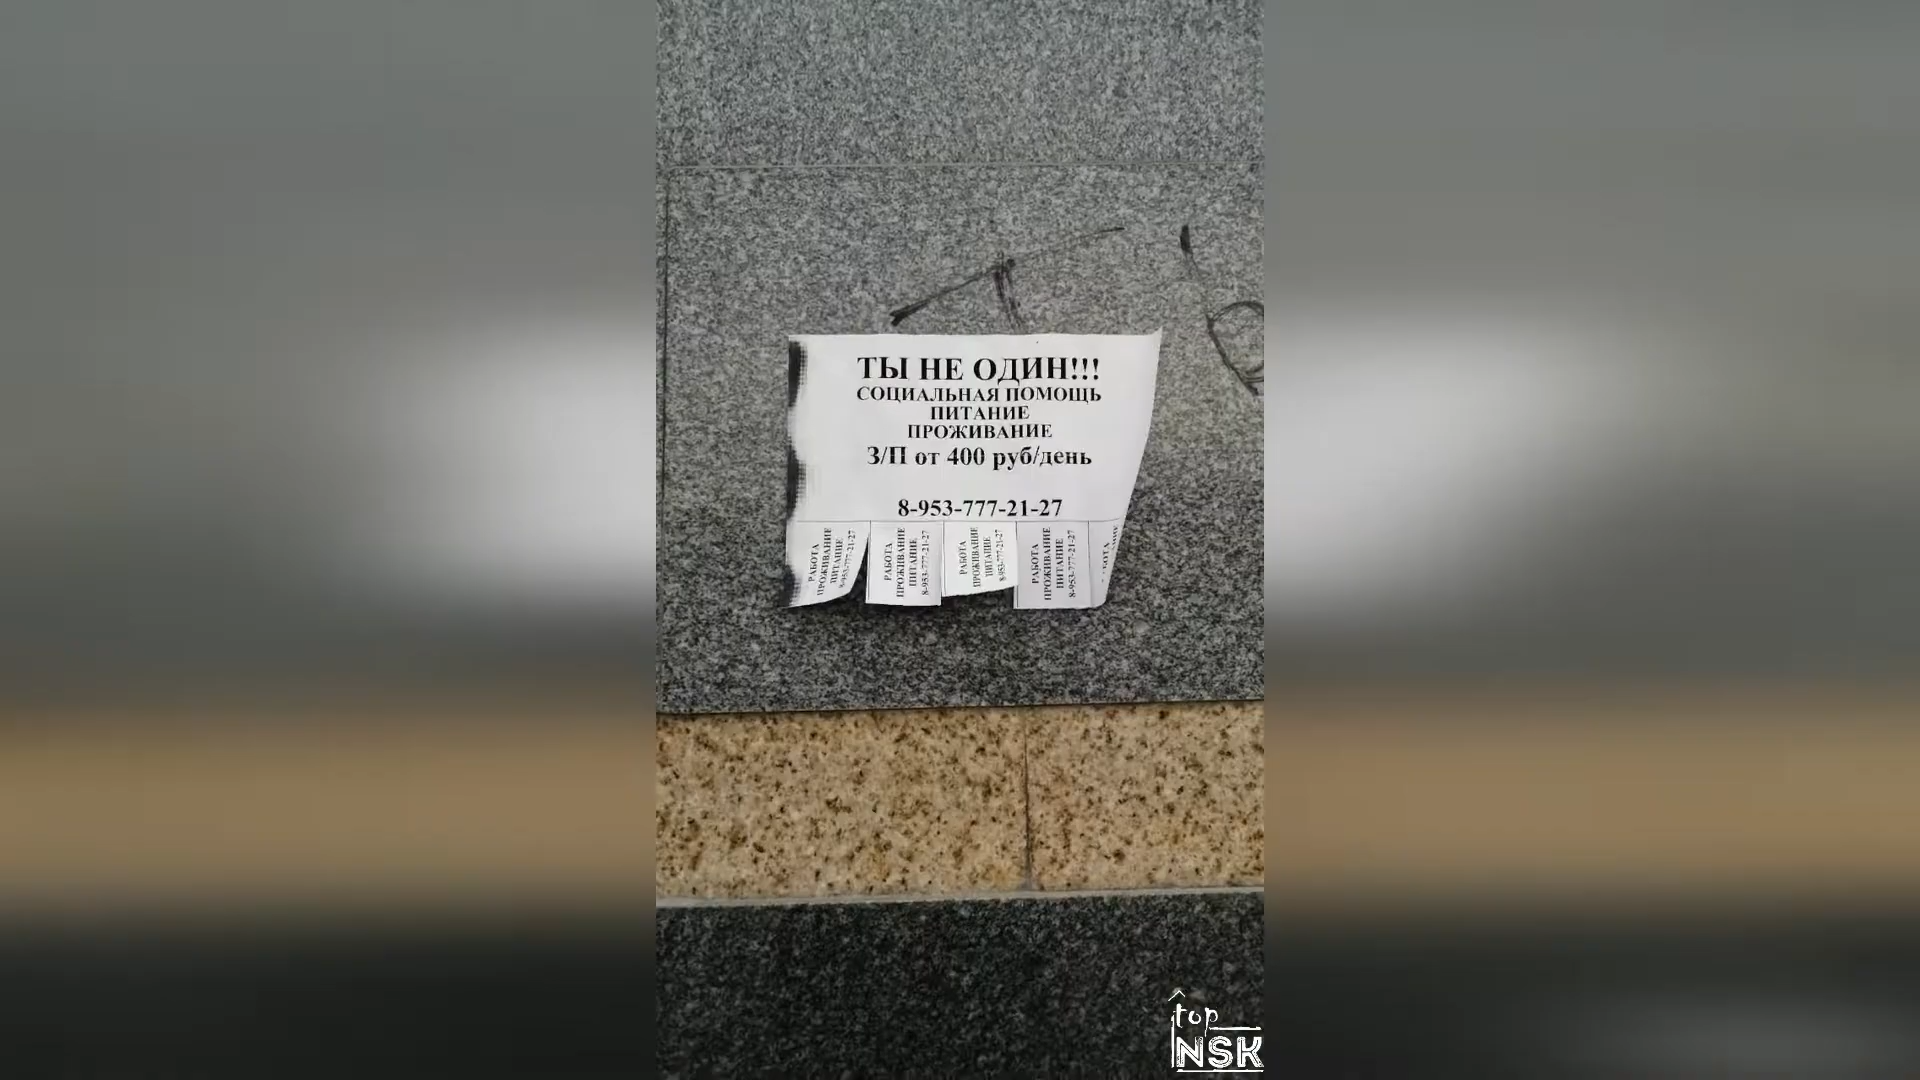 ТЫ НЕ ОДИН!!!
СОЦИАЛЬНАЯ ПОМОЩЬ
ПИТАНИЕ
ПРОЖИВАНИЕ
З/П от 400 руб/день
8-953-777-21-27
РАБОТА
ПРОЖИВАНИЕ
ПИТАНИЕ
8-953-777-21-27
РАБОТА
ПРОЖИВАНИЕ
ПИТАНИЕ
8-953-777-21-27
РАБОТА
ПРОЖИВАНИЕ
ПИТАНИЕ
8-953-777-21-27
РАБОТА
ПРОЖИВАНИЕ
ПИТАНИЕ
8-953-777-21-27
top
NSK